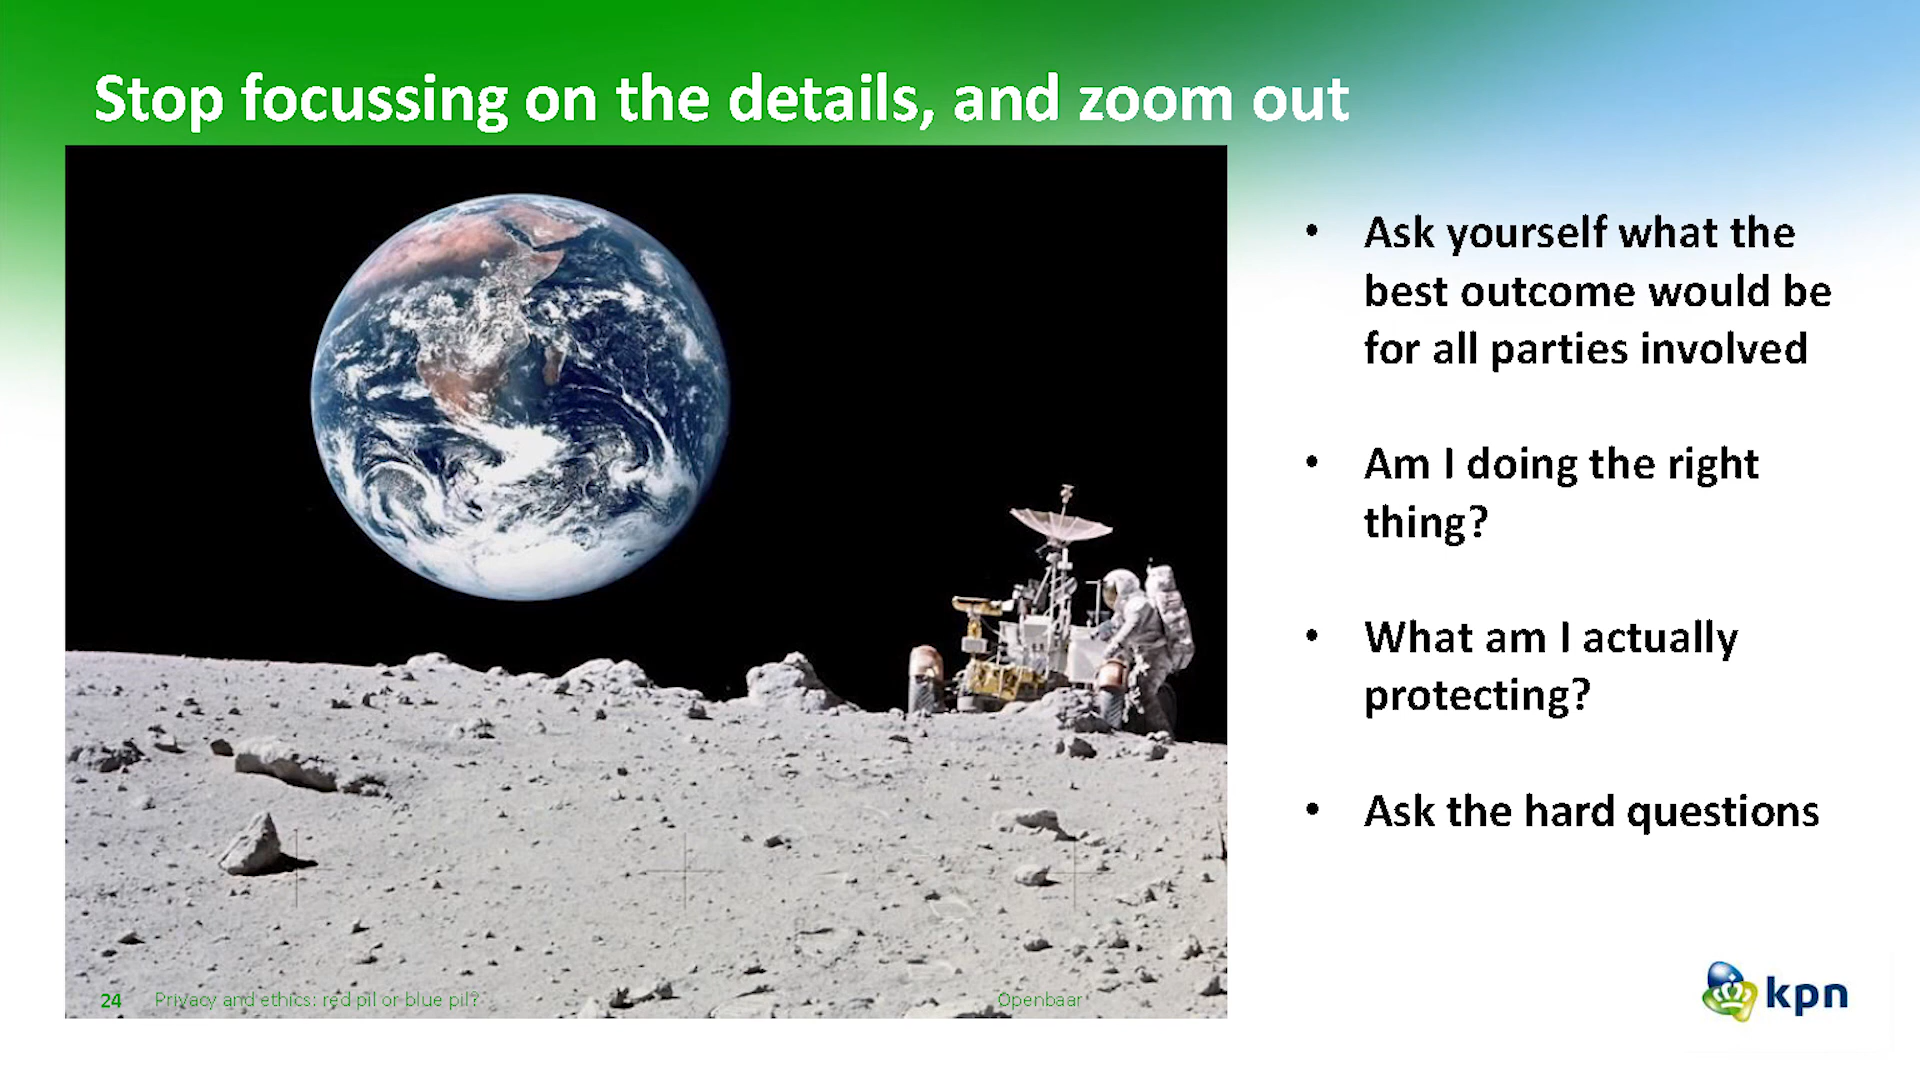 Stop focussing on the details, and zoom out
• Ask yourself what the
best outcome would be
for all parties involved
• Am I doing the right
thing?
• What am I actually
protecting?
• Ask the hard questions
24 Privacy and ethics: red pil or blue pil? Openbaar
kpn